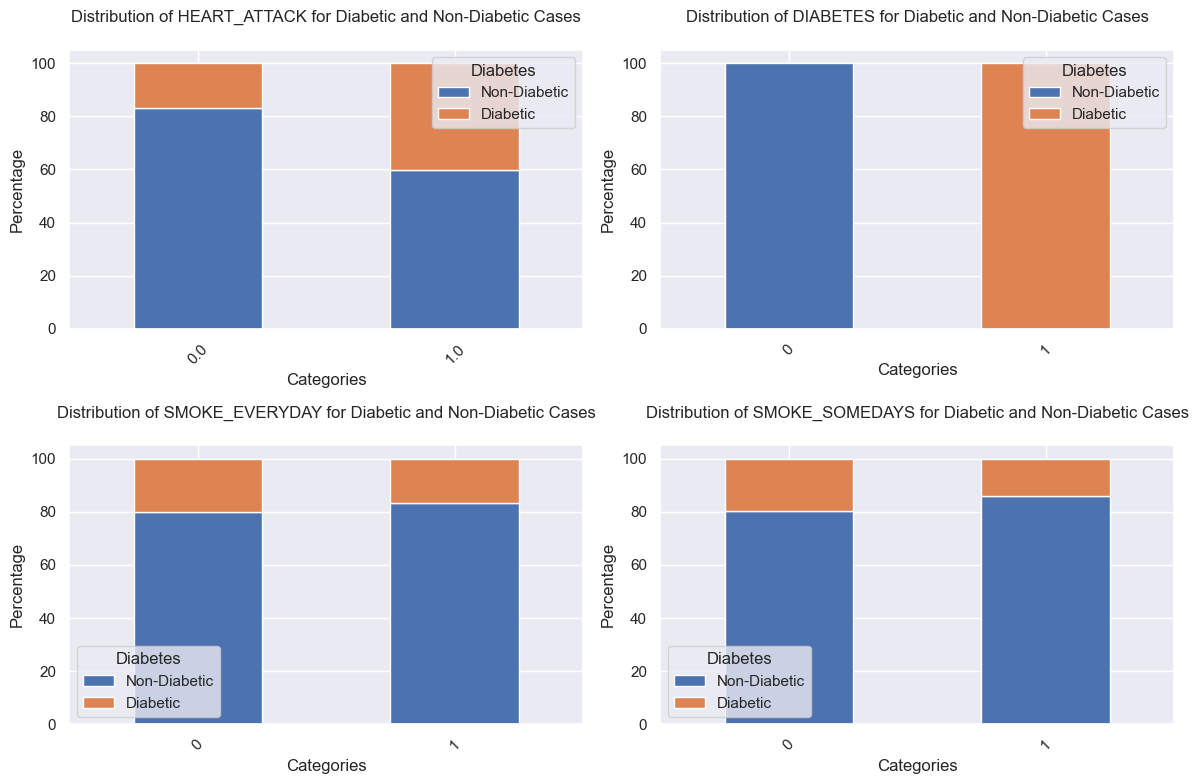 Distribution of HEART_ATTACK for Diabetic and Non-Diabetic Cases
100
80
60
40
20
0
Percentage
Diabetes
Non-Diabetic
Diabetic
0.0
1.0
Categories
Distribution of DIABETES for Diabetic and Non-Diabetic Cases
100
80
60
40
20
0
Percentage
Diabetes
Non-Diabetic
Diabetic
0
1
Categories
Distribution of SMOKE_EVERYDAY for Diabetic and Non-Diabetic Cases
100
80
60
40
20
0
Percentage
Diabetes
Non-Diabetic
Diabetic
0
1
Categories
Distribution of SMOKE_SOMEDAYS for Diabetic and Non-Diabetic Cases
100
80
60
40
20
0
Percentage
Diabetes
Non-Diabetic
Diabetic
0
1
Categories